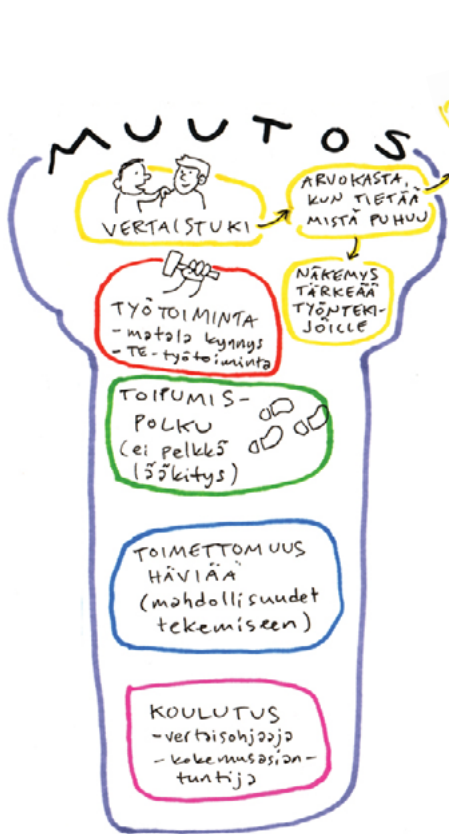 MUUTOS
VERTAISTUKI
ARVOKASTA,
KUN TIETÄÄ
MISTÄ PUHUU
NÄKEMYS
TÄRKEÄÄ
TYÖNTEKI-
JÖILLE
TYÖTOIMINTA
- matala kynnys
- TE-työtoiminta
TOIPUMIS-
POLKU
(ei pelkkä
lääkitys)
TOIMETTOMUUS
HÄVIÄÄ
(mahdollisuudet
tekemiseen)
KOULUTUS
- vertaisohjaaja
- kokemusasian-
tuntija